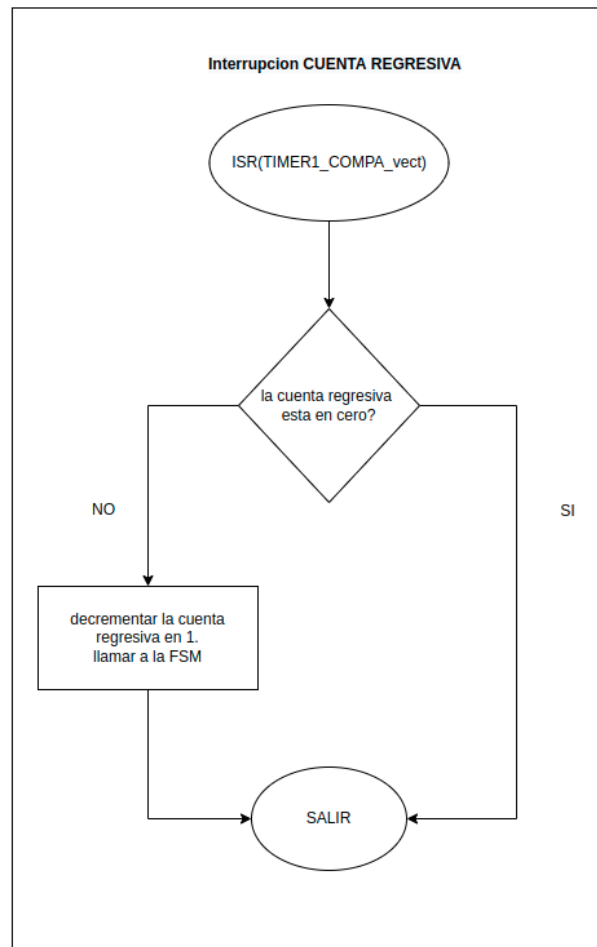 Interrupcion CUENTA REGRESIVA
ISR(TIMER1_COMPA_vect)
la cuenta regresiva
esta en cero?
NO
SI
decrementar la cuenta
regresiva en 1.
llamar a la FSM
SALIR